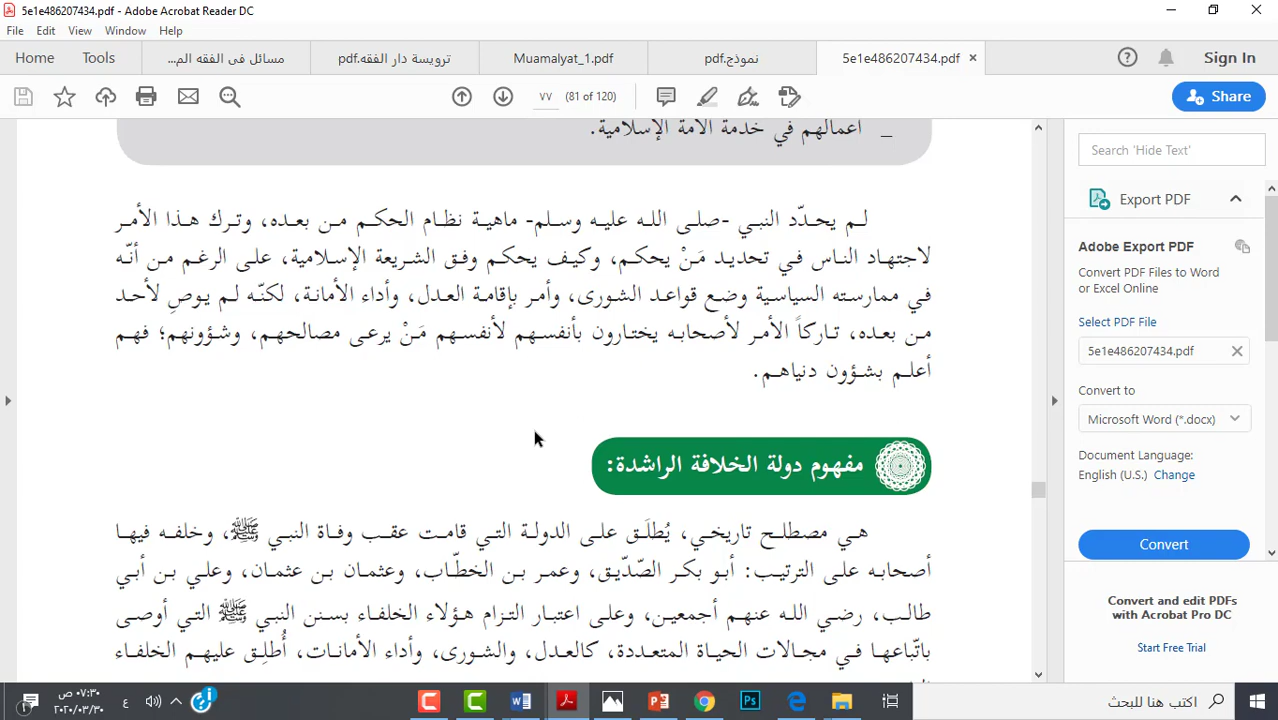 5e1e486207434.pdf - Adobe Acrobat Reader DC
File Edit View Window Help
Home Tools مسائل فى الفقه الم... ترويسة دار الفقه.pdf Muamalyat_1.pdf نموذج.pdf 5e1e486207434.pdf × Sign In
٧٧ (81 of 120) Share
_ أعمالهم في خدمة الأمة الإسلامية.
لم يحدّد النبي -صلى الله عليه وسلم- ماهية نظام الحكم من بعده، وترك هذا الأمر
لاجتهاد الناس في تحديد مَنْ يحكم، وكيف يحكم وفق الشريعة الإسلامية، على الرغم من أنّه
في ممارسته السياسية وضع قواعد الشورى، وأمر بإقامة العدل، وأداء الأمانة، لكنّه لم يوصِ لأحد
من بعده، تاركاً الأمر لأصحابه يختارون بأنفسهم لأنفسهم مَنْ يرعى مصالحهم، وشؤونهم؛ فهم
أعلم بشؤون دنياهم.
مفهوم دولة الخلافة الراشدة:
هي مصطلح تاريخي، يُطلَق على الدولة التي قامت عقب وفاة النبي ﷺ، وخلفه فيها
أصحابه على الترتيب: أبو بكر الصّدّيق، وعمر بن الخطّاب، وعثمان بن عثمان، وعلي بن أبي
طالب، رضي الله عنهم أجمعين، وعلى اعتبار التزام هؤلاء الخلفاء بسنن النبي ﷺ التي أوصى
باتّباعها في مجالات الحياة المتعددة، كالعدل، والشورى، وأداء الأمانات، أُطلِق عليهم الخلفاء
Search 'Hide Text'
Export PDF
Adobe Export PDF
Convert PDF Files to Word
or Excel Online
Select PDF File
5e1e486207434.pdf
Convert to
Microsoft Word (*.docx)
Document Language:
English (U.S.) Change
Convert
Convert and edit PDFs
with Acrobat Pro DC
Start Free Trial
اكتب هنا للبحث
ع
٠٧:٣٠ ص
٢٠٢٠/٠٣/٣٠
1